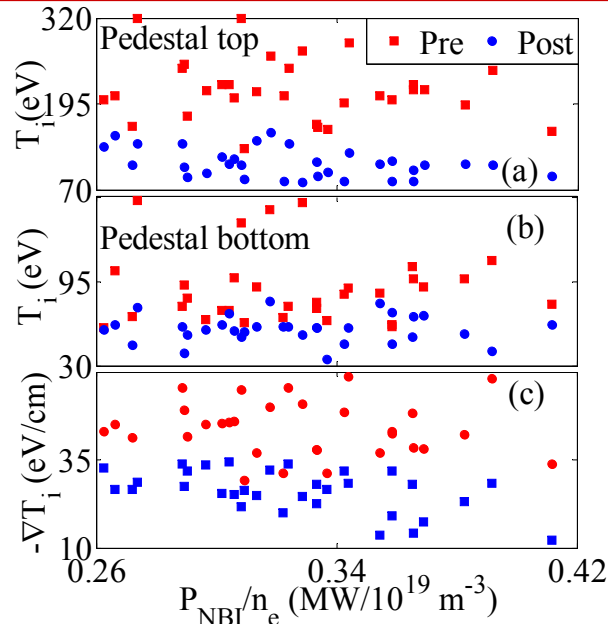 320
Pedestal top
Pre
Post
195
T_i(eV)
70
(a)
Pedestal bottom
(b)
95
T_i (eV)
30
30
(c)
35
-∇T_i (eV/cm)
10
0.26 0.34 0.42
P_NBI/n_e (MW/10^19 m^-3)